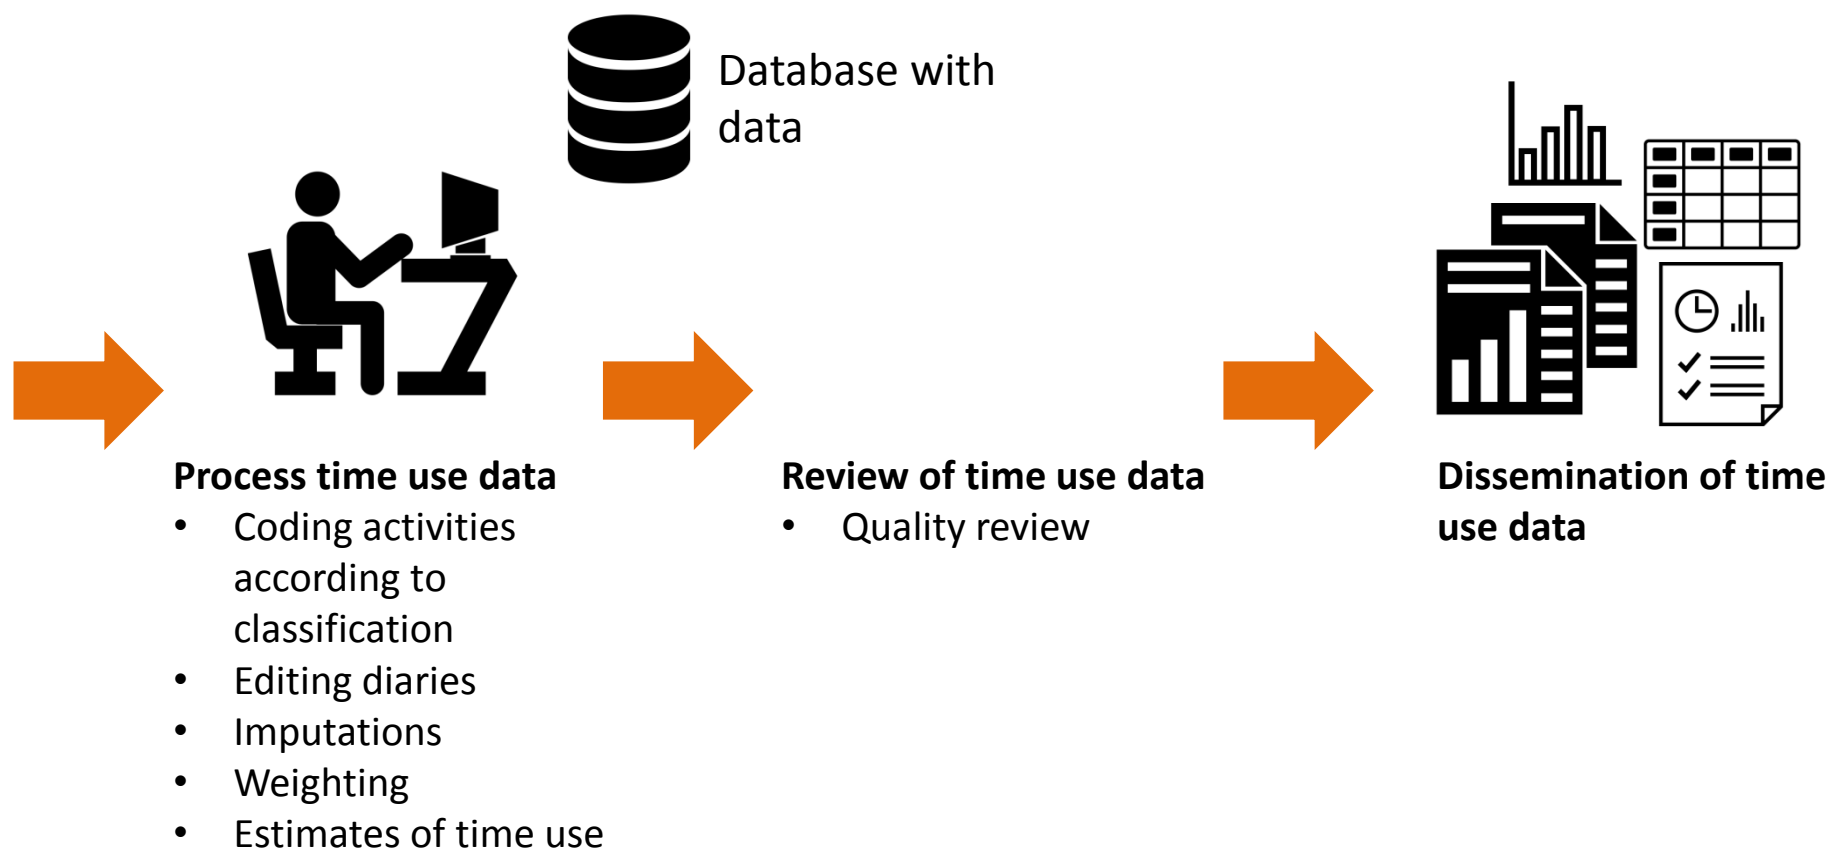 Database with
data
Process time use data
• Coding activities
according to
classification
• Editing diaries
• Imputations
• Weighting
• Estimates of time use
Review of time use data
• Quality review
Dissemination of time
use data